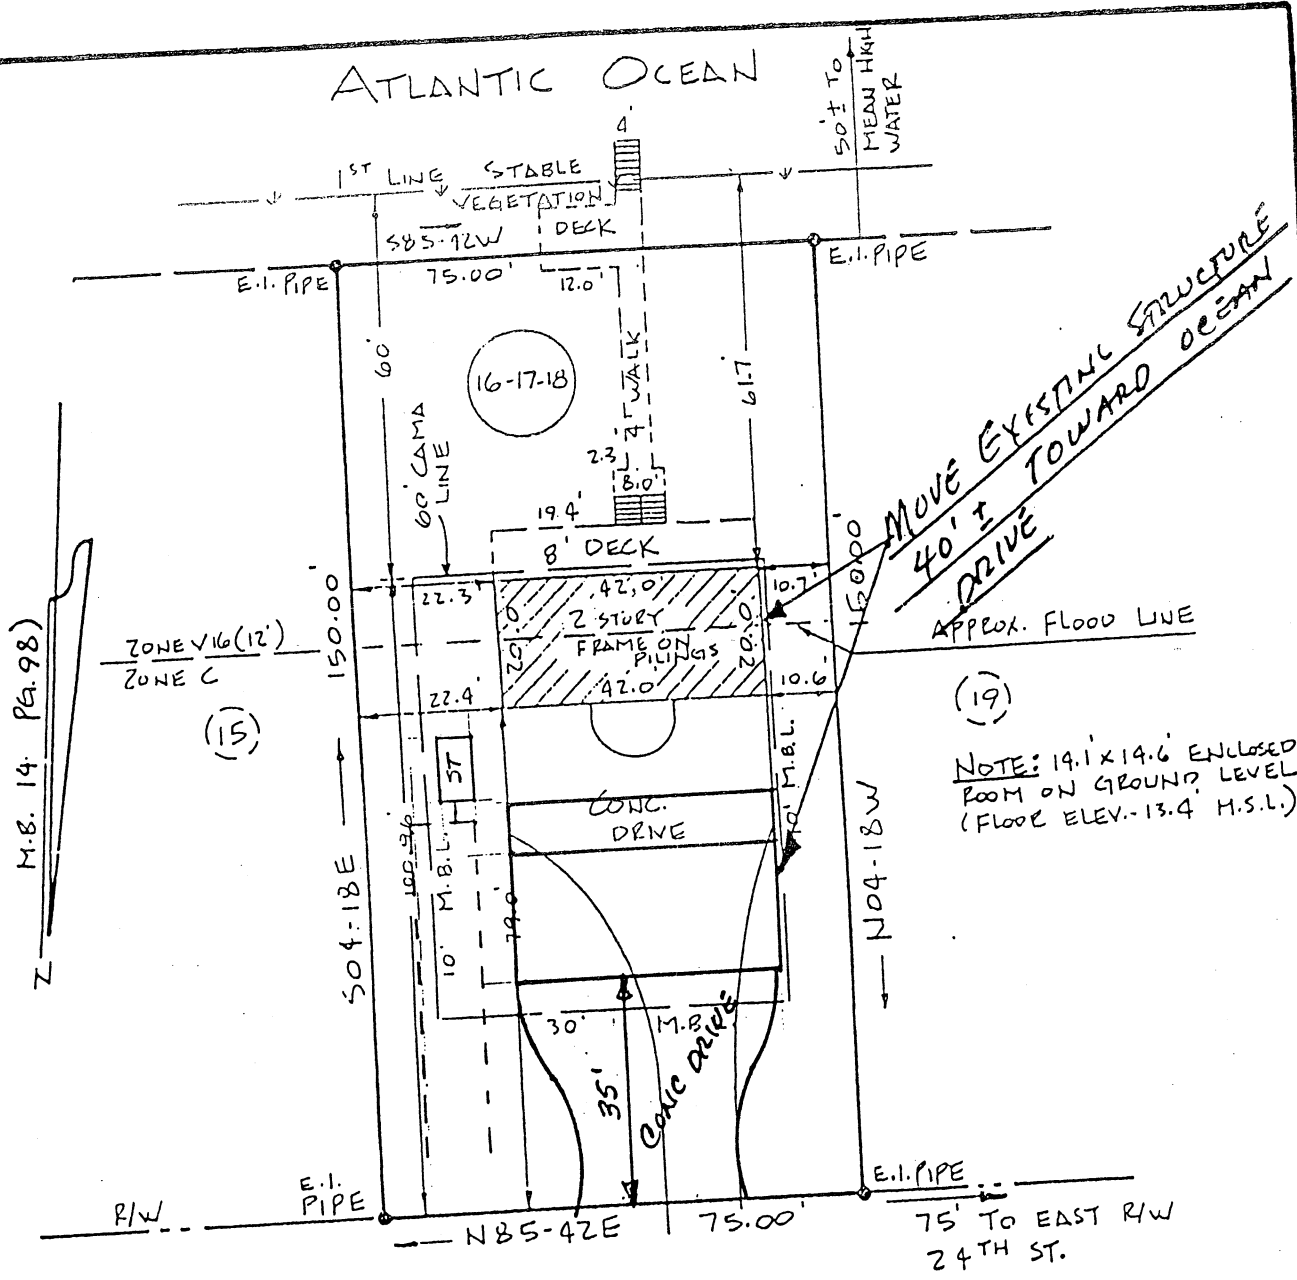 ATLANTIC OCEAN
4'
50'± TO
MEAN HIGH
WATER
1ST LINE STABLE
VEGETATION
DECK
S85-42W
75.00'
E.I. PIPE
E.I. PIPE
12.0'
60'
16-17-18
4' WALK
61.7'
2.3
8.0'
60' CAMA
LINE
19.4'
8' DECK
MOVE EXISTING STRUCTURE
40' ± TOWARD OCEAN
DRIVE
150.00
150.00
22.3'
42.0'
10.7'
2 STORY
FRAME ON
PILINGS
20.0'
20.0'
42.0'
22.4'
10.6'
APPROX. FLOOD LINE
ZONE V16 (12')
ZONE C
M.B. 14 PG. 98)
(15)
(19)
NOTE: 14.1' x 14.6' ENCLOSED
ROOM ON GROUND LEVEL
(FLOOR ELEV.-13.4' M.S.L.)
ST
CONC.
DRIVE
10' M.B.L.
10' M.B.L.
100.96'
79.0'
S04-18E
N04-18W
N
30' M.B.L.
35'
CONC DRIVE
E.I.
PIPE
E.I. PIPE
R/W
N85-42E 75.00'
75' TO EAST R/W
24TH ST.